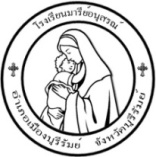 โรงเรียนมารีย์อนุสรณ์
อำเภอเมืองบุรีรัมย์ จังหวัดบุรีรัมย์